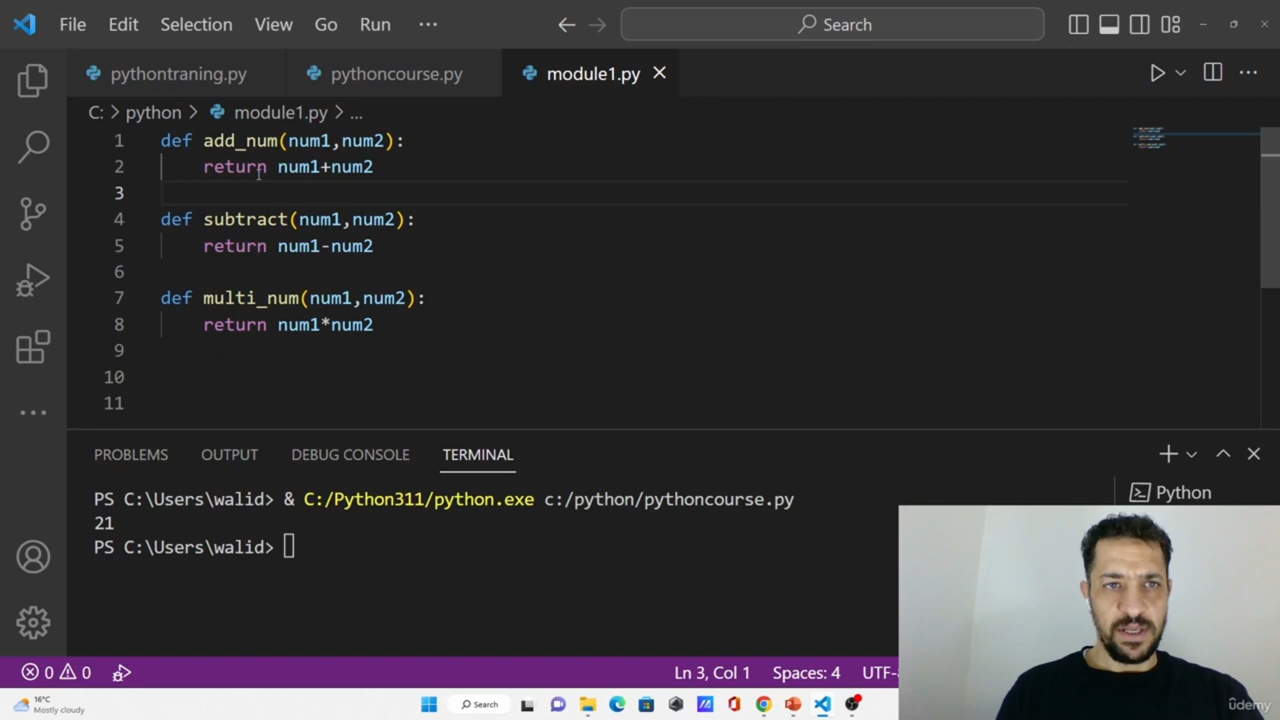 File Edit Selection View Go Run ··· Search
pythontraning.py pythoncourse.py module1.py
C: > python > module1.py > ...
1 def add_num(num1,num2):
2 return num1+num2
3
4 def subtract(num1,num2):
5 return num1-num2
6
7 def multi_num(num1,num2):
8 return num1*num2
9
10
11
PROBLEMS OUTPUT DEBUG CONSOLE TERMINAL
PS C:\Users\walid> & C:/Python311/python.exe c:/python/pythoncourse.py
Python
21
PS C:\Users\walid>
0 0 Ln 3, Col 1 Spaces: 4
16°C
Mostly cloudy
Search
udemy